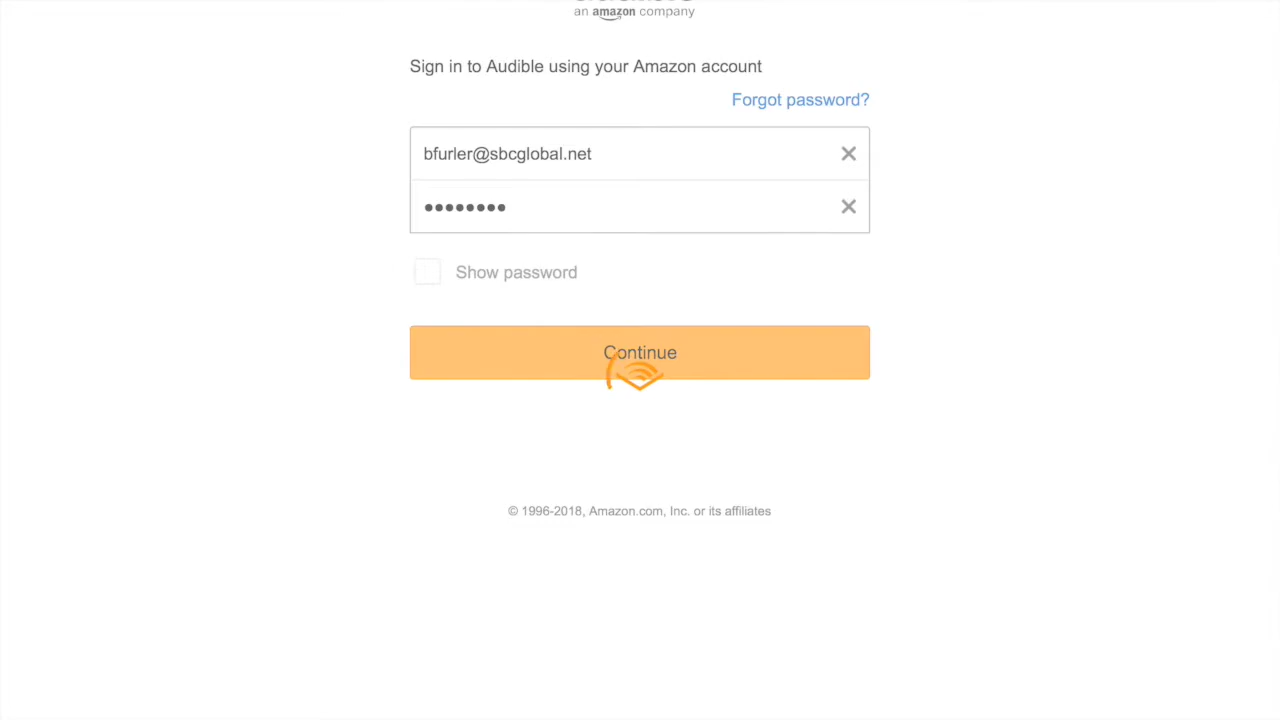 an amazon company
Sign in to Audible using your Amazon account
Forgot password?
bfurler@sbcglobal.net
••••••••
Show password
Continue
© 1996-2018, Amazon.com, Inc. or its affiliates